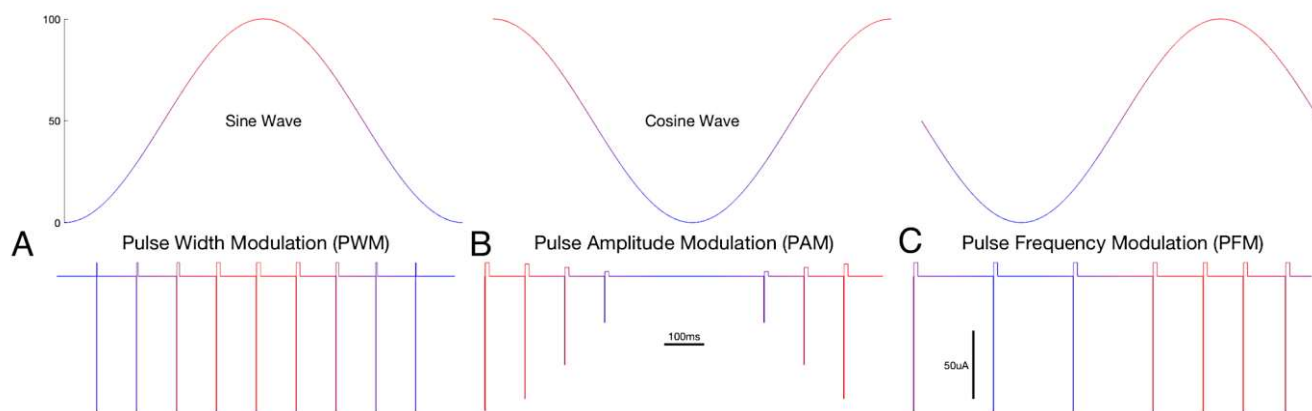 100
50
0
Sine Wave
Cosine Wave
A
Pulse Width Modulation (PWM)
B
Pulse Amplitude Modulation (PAM)
C
Pulse Frequency Modulation (PFM)
100ms
50uA